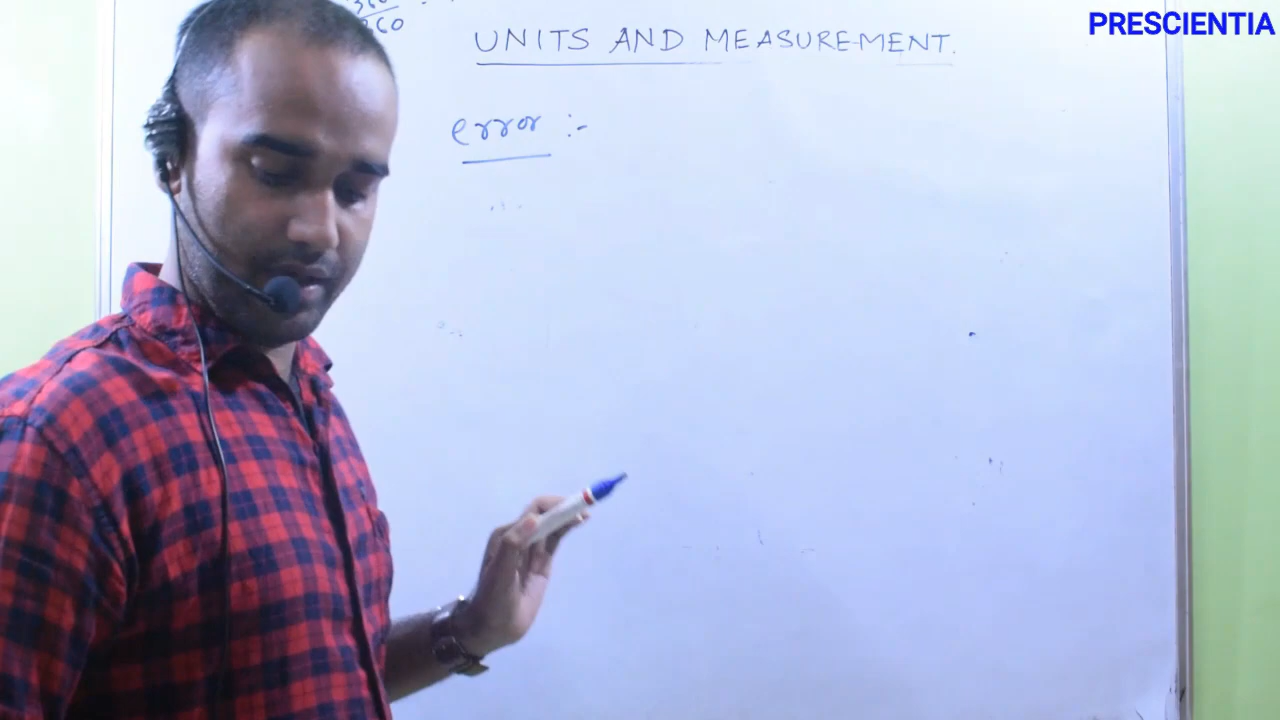 PRESCIENTIA
UNITS AND MEASUREMENT.
error :-